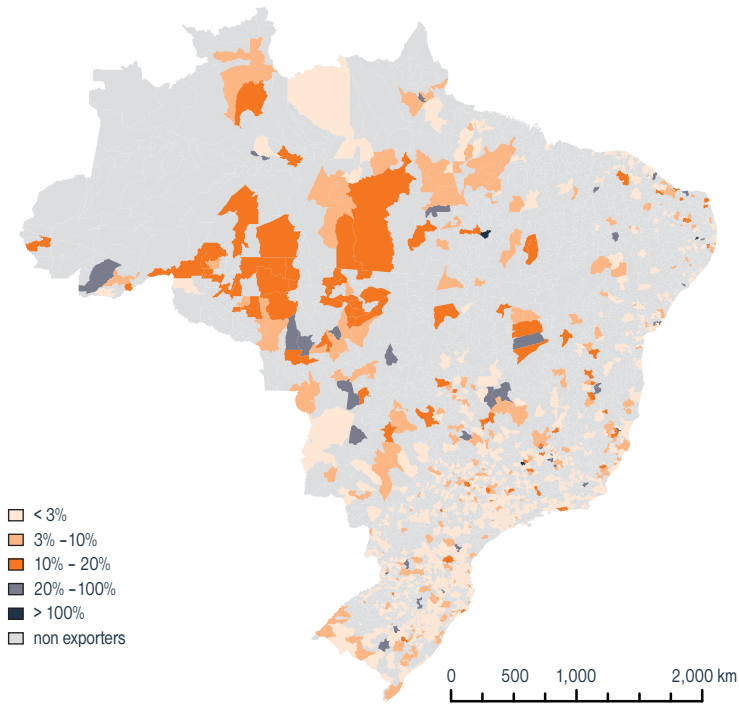 < 3%
3% –10%
10% – 20%
20% –100%
> 100%
non exporters
0 500 1,000 2,000 km